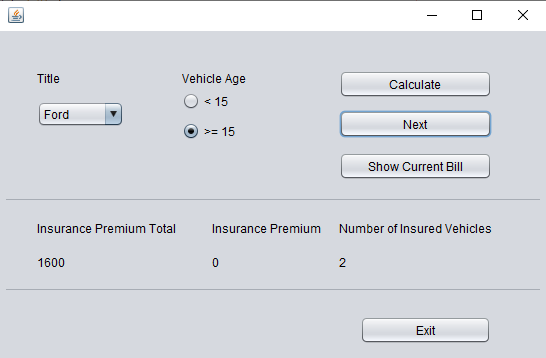 Title
Vehicle Age
Ford
< 15
>= 15
Calculate
Next
Show Current Bill
Insurance Premium Total
Insurance Premium
Number of Insured Vehicles
1600
0
2
Exit